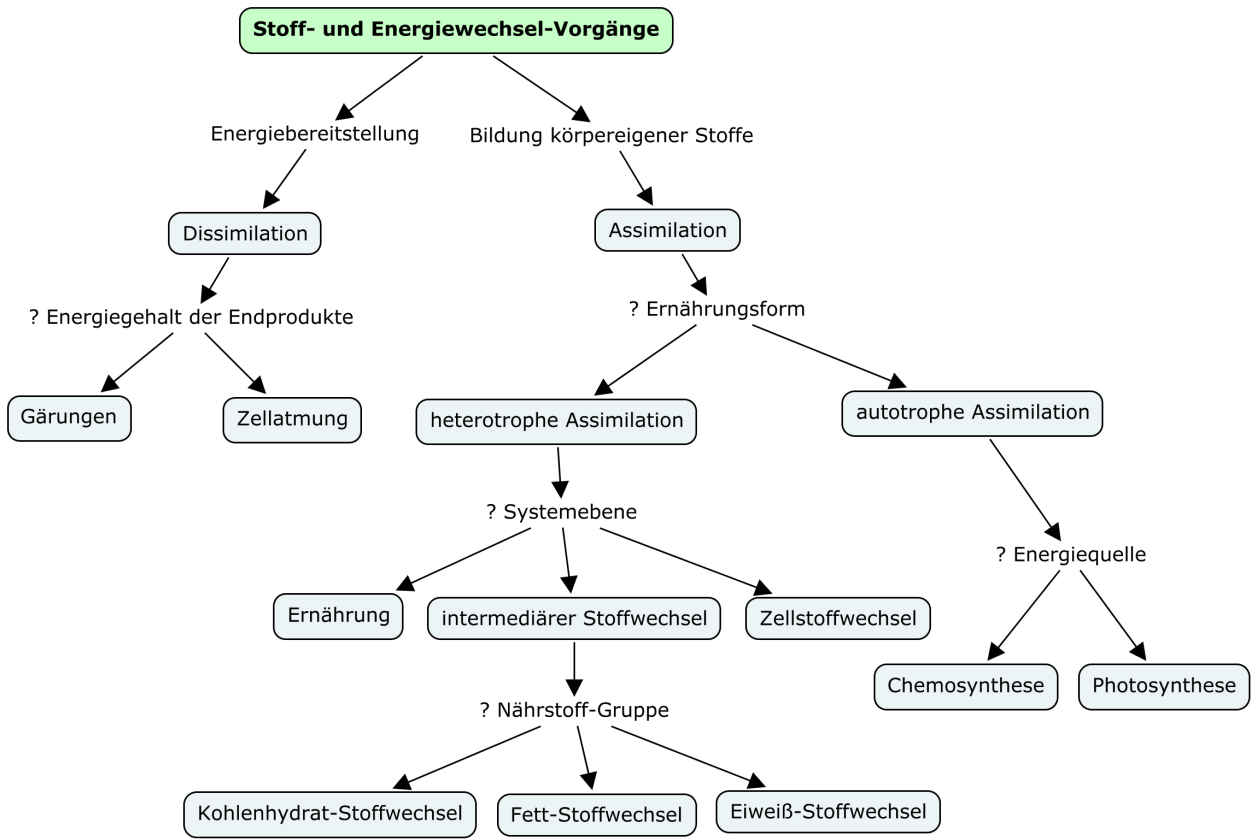 Stoff- und Energiewechsel-Vorgänge
Energiebereitstellung
Bildung körpereigener Stoffe
Dissimilation
Assimilation
? Energiegehalt der Endprodukte
? Ernährungsform
Gärungen
Zellatmung
heterotrophe Assimilation
autotrophe Assimilation
? Systemebene
? Energiequelle
Ernährung
intermediärer Stoffwechsel
Zellstoffwechsel
Chemosynthese
Photosynthese
? Nährstoff-Gruppe
Kohlenhydrat-Stoffwechsel
Fett-Stoffwechsel
Eiweiß-Stoffwechsel